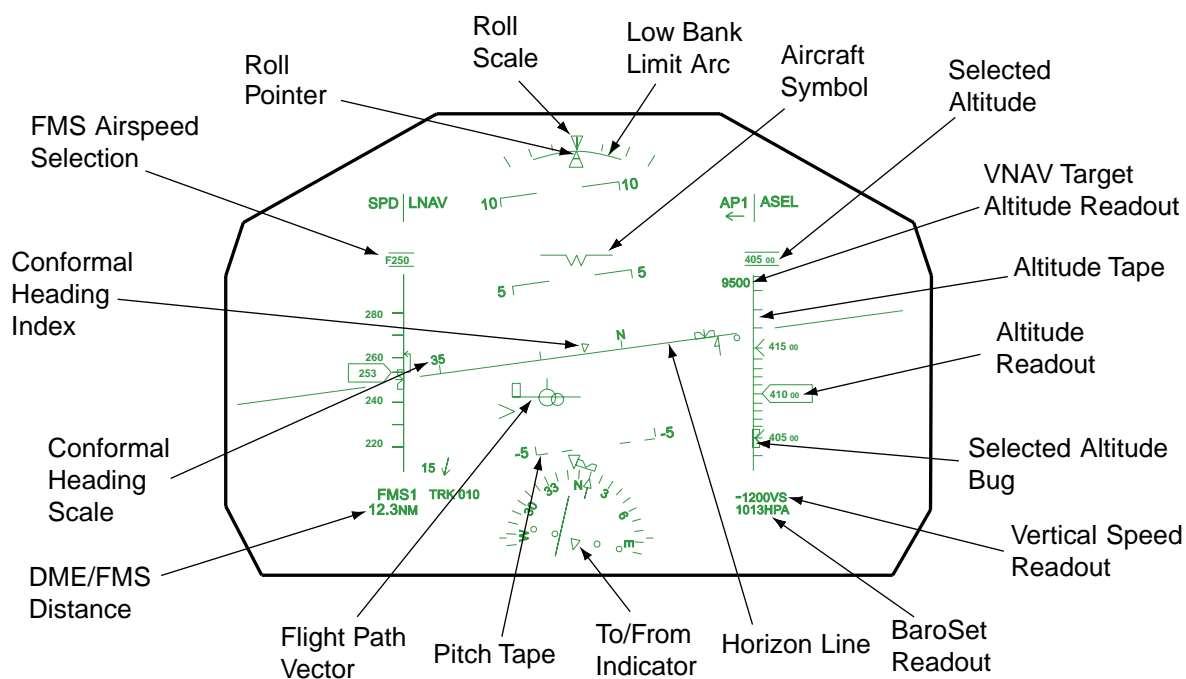 Roll
Scale
Low Bank
Limit Arc
Aircraft
Symbol
Selected
Altitude
Roll
Pointer
FMS Airspeed
Selection
VNAV Target
Altitude Readout
Conformal
Heading
Index
Altitude Tape
Altitude
Readout
Conformal
Heading
Scale
Selected Altitude
Bug
DME/FMS
Distance
Vertical Speed
Readout
Flight Path
Vector
Pitch Tape
To/From
Indicator
Horizon Line
BaroSet
Readout
10
10
SPD LNAV
AP1 ASEL
F250
405 00
9500
5
5
280
260
253
240
220
N
35
415 00
410 00
405 00
-5
-5
15
FMS1 TRK 010
12.3NM
-1200VS
1013HPA
W
30
33
N
3
6
E